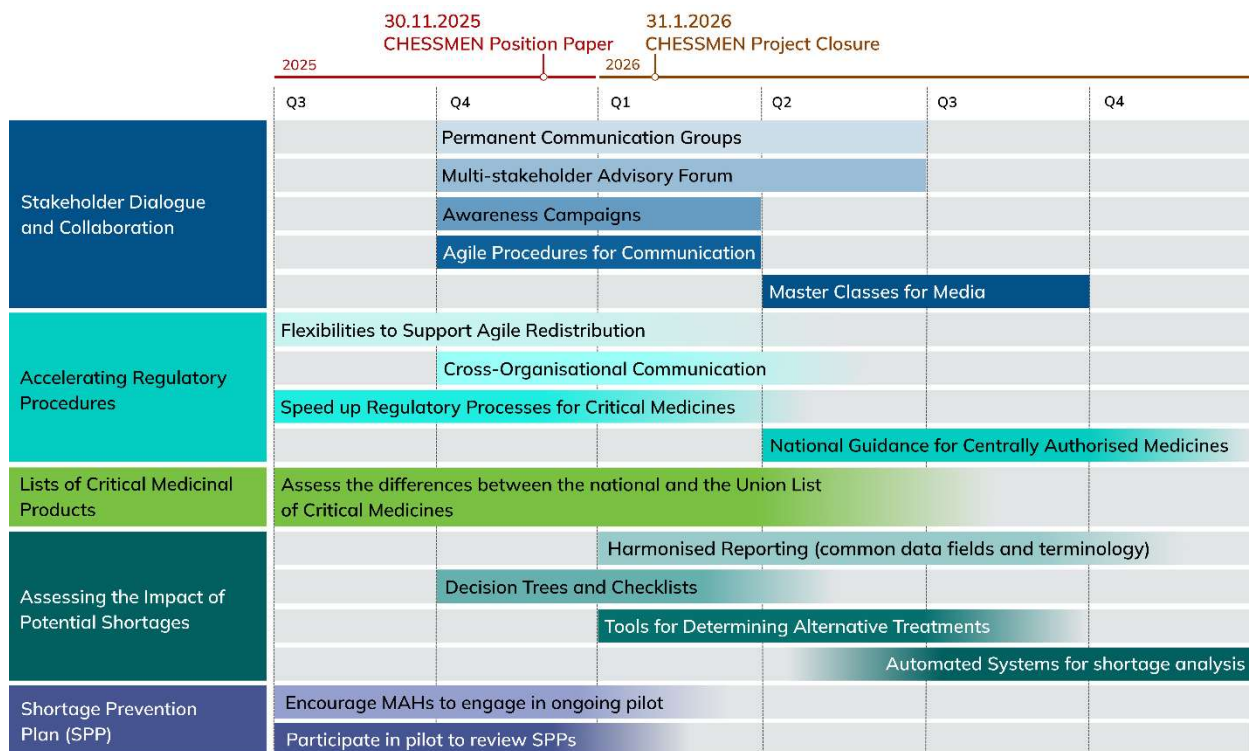 30.11.2025
CHESSMEN Position Paper
31.1.2026
CHESSMEN Project Closure
2025
2026
Q3
Q4
Q1
Q2
Q3
Q4
Stakeholder Dialogue
and Collaboration
Permanent Communication Groups
Multi-stakeholder Advisory Forum
Awareness Campaigns
Agile Procedures for Communication
Master Classes for Media
Accelerating Regulatory
Procedures
Flexibilities to Support Agile Redistribution
Cross-Organisational Communication
Speed up Regulatory Processes for Critical Medicines
National Guidance for Centrally Authorised Medicines
Lists of Critical Medicinal
Products
Assess the differences between the national and the Union List
of Critical Medicines
Assessing the Impact of
Potential Shortages
Harmonised Reporting (common data fields and terminology)
Decision Trees and Checklists
Tools for Determining Alternative Treatments
Automated Systems for shortage analysis
Shortage Prevention
Plan (SPP)
Encourage MAHs to engage in ongoing pilot
Participate in pilot to review SPPs